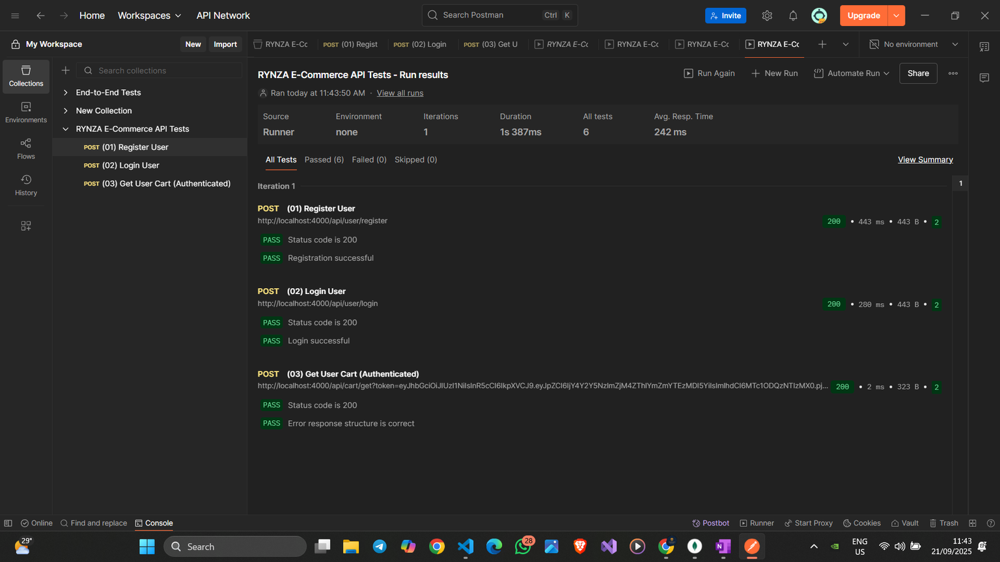 Home
Workspaces
API Network
Search Postman
Ctrl K
Invite
Upgrade
My Workspace
New
Import
RYNZA E-Cc
POST (01) Regist
POST (02) Login
POST (03) Get U
RYNZA E-Cc
RYNZA E-Cc
RYNZA E-Cc
RYNZA E-Cc
No environment
Collections
Environments
Flows
History
Search collections
End-to-End Tests
New Collection
RYNZA E-Commerce API Tests
POST (01) Register User
POST (02) Login User
POST (03) Get User Cart (Authenticated)
RYNZA E-Commerce API Tests - Run results
Run Again
New Run
Automate Run
Share
Ran today at 11:43:50 AM · View all runs
Source Environment Iterations Duration All tests Avg. Resp. Time
Runner none 1 1s 387ms 6 242 ms
All Tests Passed (6) Failed (0) Skipped (0) View Summary
Iteration 1
1
POST (01) Register User
http://localhost:4000/api/user/register
200 • 443 ms • 443 B • 2
PASS Status code is 200
PASS Registration successful
POST (02) Login User
http://localhost:4000/api/user/login
200 • 280 ms • 443 B • 2
PASS Status code is 200
PASS Login successful
POST (03) Get User Cart (Authenticated)
200 • 2 ms • 323 B • 2
PASS Status code is 200
PASS Error response structure is correct
Online
Find and replace
Console
Postbot
Runner
Start Proxy
Cookies
Vault
Trash
29°
Search
28
ENG
US
11:43
21/09/2025